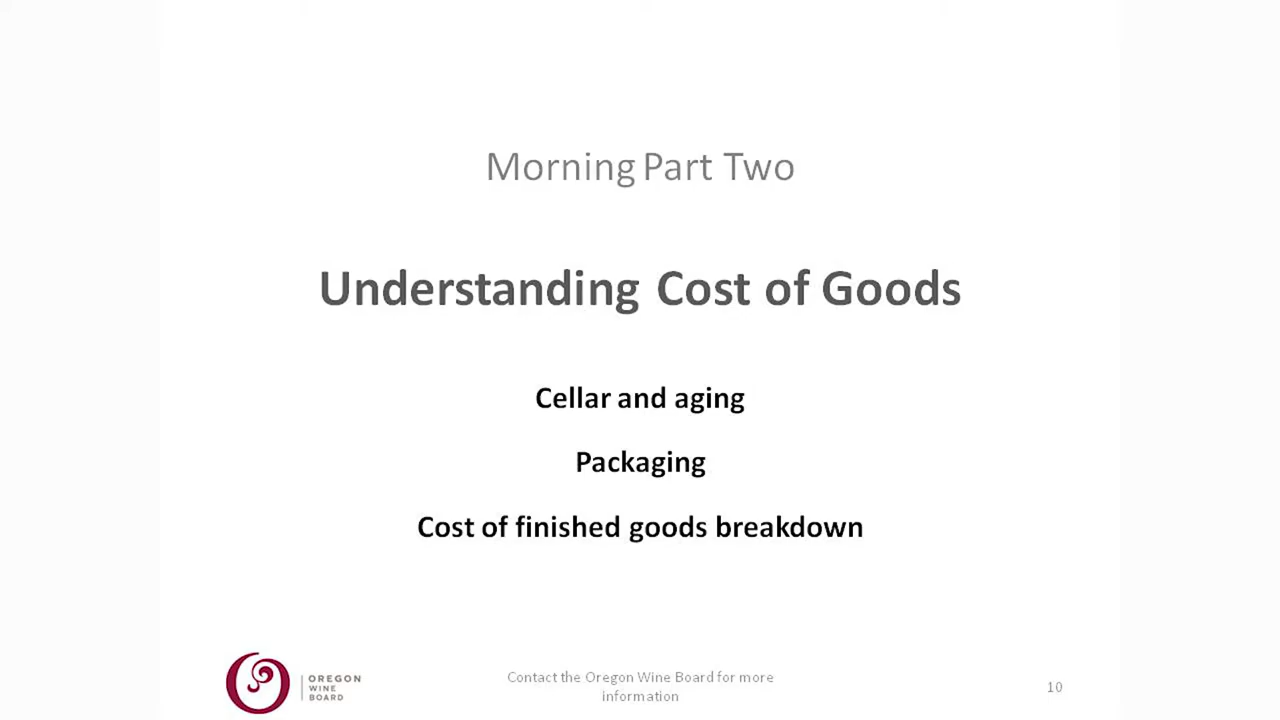 Morning Part Two
Understanding Cost of Goods
Cellar and aging
Packaging
Cost of finished goods breakdown
OREGON
WINE
BOARD
Contact the Oregon Wine Board for more
information
10